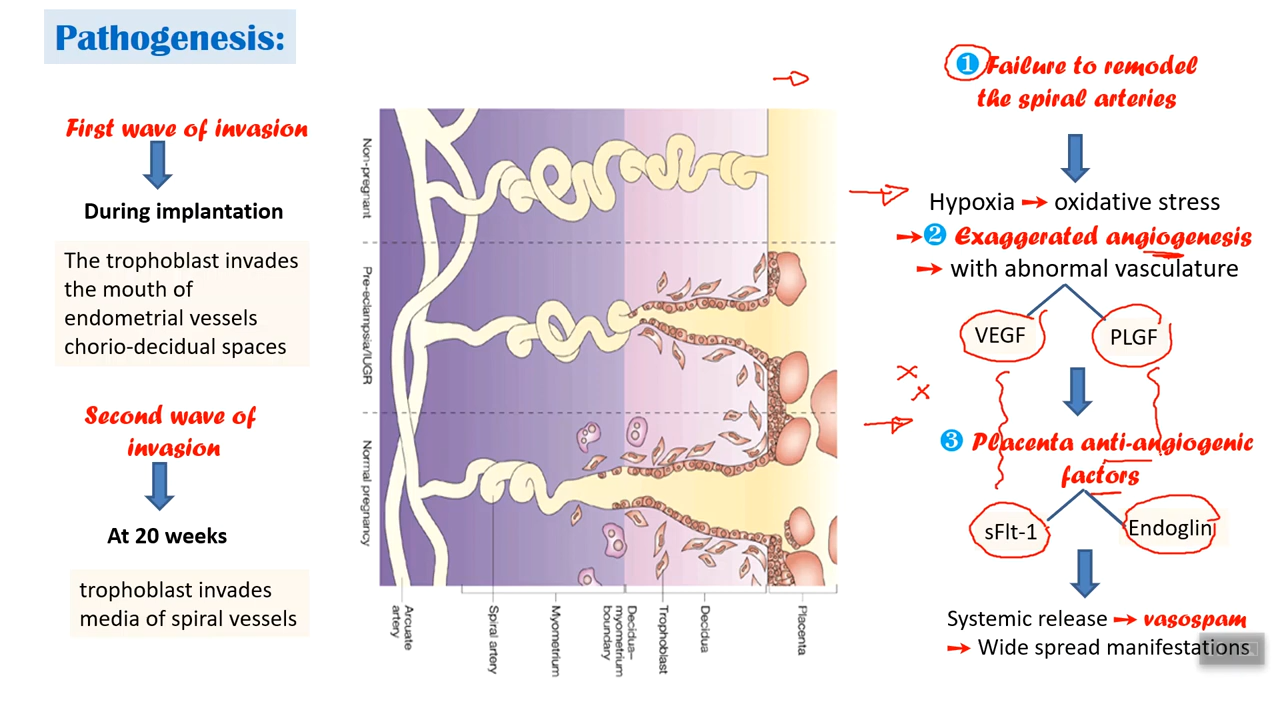 Pathogenesis:
First wave of invasion
During implantation
The trophoblast invades
the mouth of
endometrial vessels
chorio-decidual spaces
Second wave of
invasion
At 20 weeks
trophoblast invades
media of spiral vessels
Non-pregnant
Pre-eclampsia/IUGR
Normal pregnancy
Arcuate
artery
Spiral artery
Myometrium
Decidua–
myometrium
boundary
Trophoblast
Decidua
Placenta
1 Failure to remodel
the spiral arteries
Hypoxia → oxidative stress
→ 2 Exaggerated angiogenesis
→ with abnormal vasculature
VEGF
PLGF
3 Placenta anti-angiogenic
factors
sFlt-1
Endoglin
Systemic release → vasospam
→ Wide spread manifestations